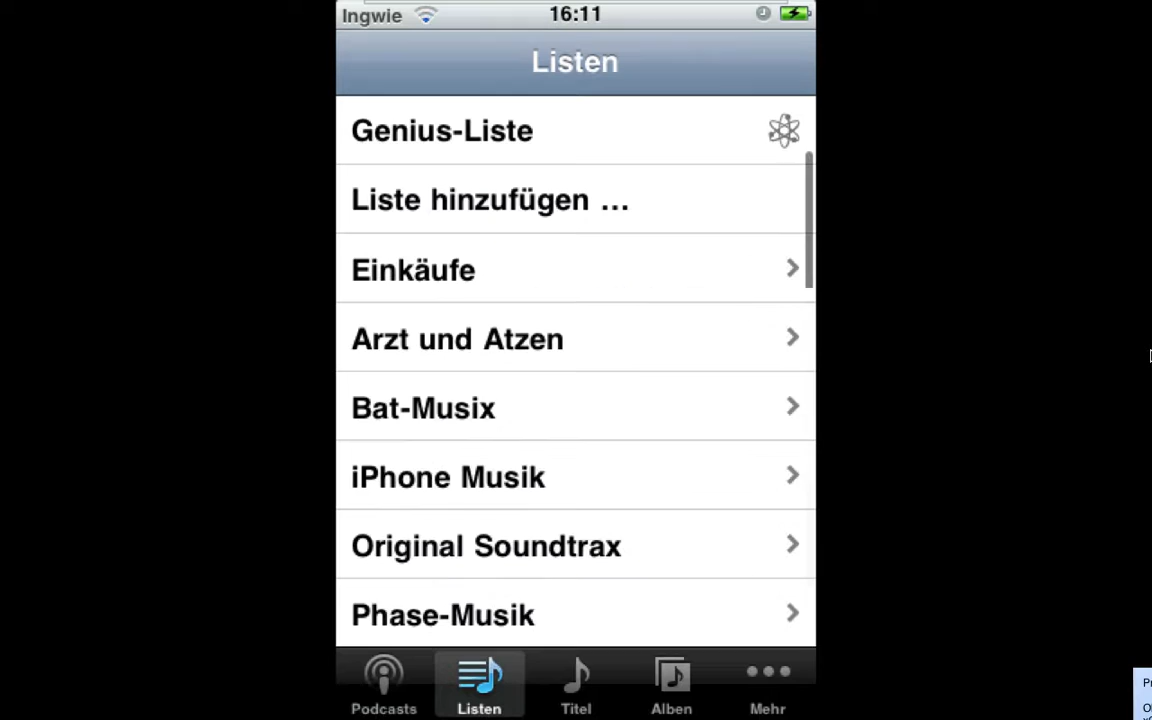 Ingwie 16:11
Listen
Genius-Liste
Liste hinzufügen ...
Einkäufe
Arzt und Atzen
Bat-Musix
iPhone Musik
Original Soundtrax
Phase-Musik
Podcasts Listen Titel Alben Mehr